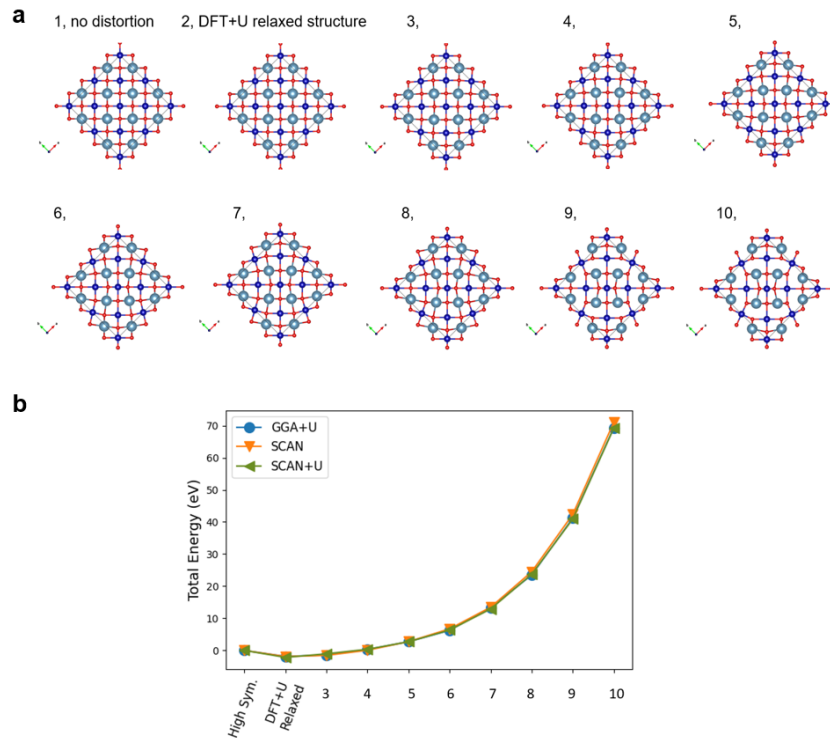 a
1, no distortion
2, DFT+U relaxed structure
3,
4,
5,
6,
7,
8,
9,
10,
b
GGA+U
SCAN
SCAN+U
Total Energy (eV)
70
60
50
40
30
20
10
0
High Sym.
DFT+U
Relaxed
3
4
5
6
7
8
9
10